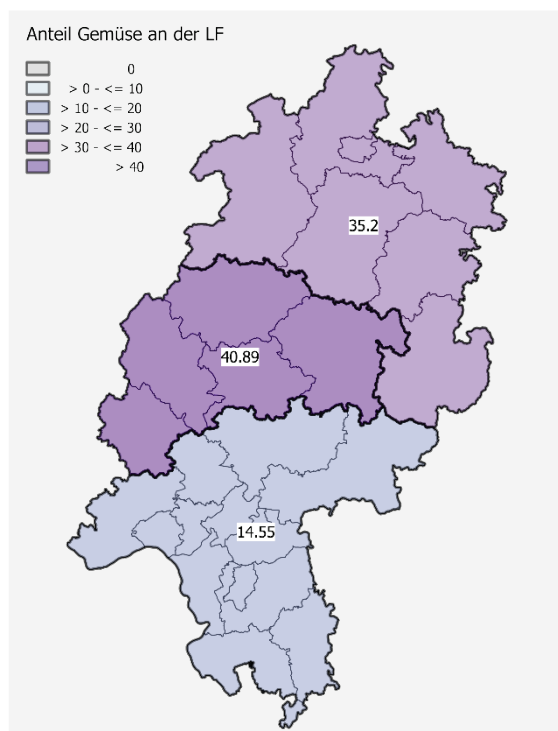 Anteil Gemüse an der LF
0
> 0 - <= 10
> 10 - <= 20
> 20 - <= 30
> 30 - <= 40
> 40
35.2
40.89
14.55